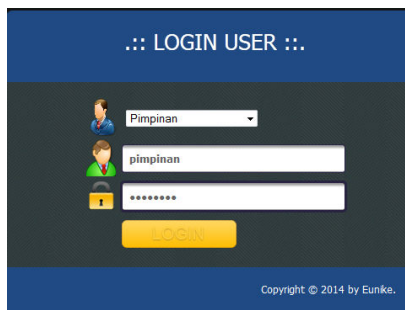 .:: LOGIN USER ::.
Pimpinan
pimpinan
••••••••
LOGIN
Copyright © 2014 by Eunike.